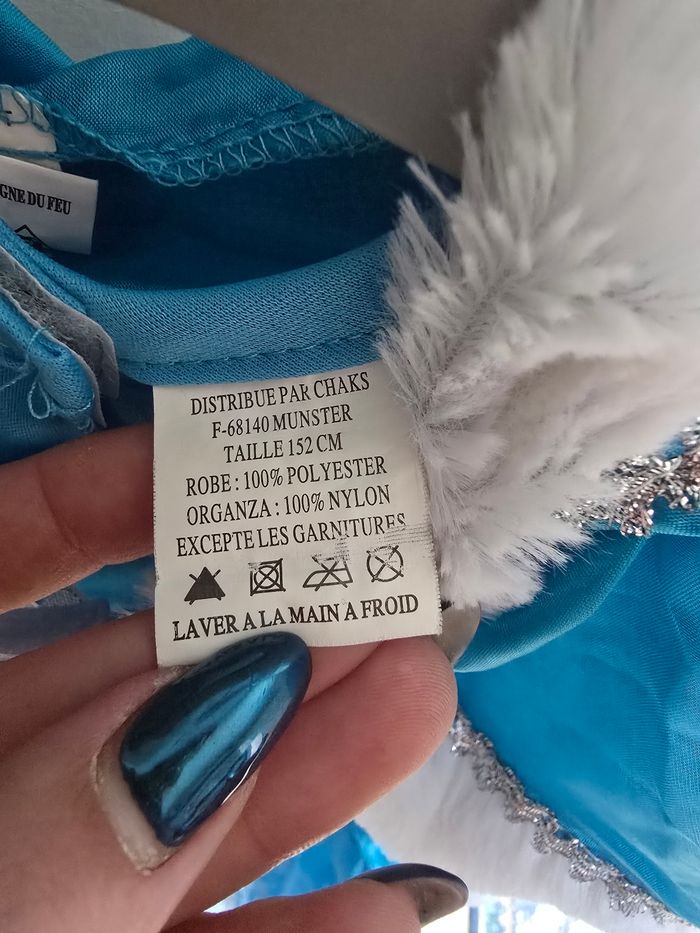 GNE DU FEU
DISTRIBUE PAR CHAKS
F-68140 MUNSTER
TAILLE 152 CM
ROBE : 100% POLYESTER
ORGANZA : 100% NYLON
EXCEPTE LES GARNITURES
LAVER A LA MAIN A FROID